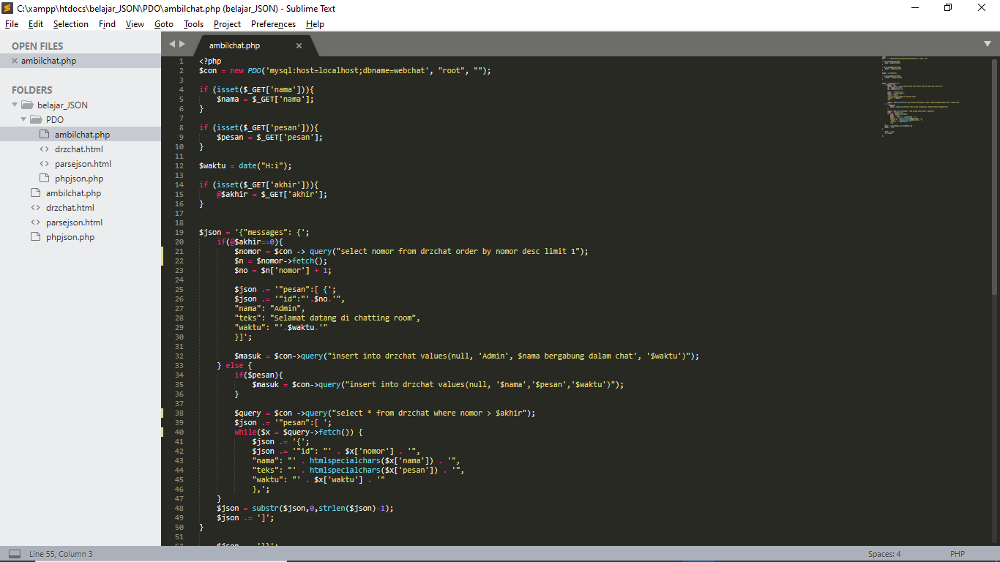 C:\xampp\htdocs\belajar_JSON\PDO\ambilchat.php (belajar_JSON) - Sublime Text
File Edit Selection Find View Goto Tools Project Preferences Help
OPEN FILES
ambilchat.php
FOLDERS
belajar_JSON
PDO
ambilchat.php
drzchat.html
parsejson.html
phpjson.php
ambilchat.php
drzchat.html
parsejson.html
phpjson.php
ambilchat.php
1 <?php
2 $con = new PDO('mysql:host=localhost;dbname=webchat', "root", "");
3
4 if (isset($_GET['nama'])){
5     $nama = $_GET['nama'];
6 }
7
8 if (isset($_GET['pesan'])){
9     $pesan = $_GET['pesan'];
10 }
11
12 $waktu = date("H:i");
13
14 if (isset($_GET['akhir'])){
15     @$akhir = $_GET['akhir'];
16 }
17
18
19 $json = '{"messages": {';
20     if(@$akhir==0){
21         $nomor = $con -> query("select nomor from drzchat order by nomor desc limit 1");
22         $n = $nomor->fetch();
23         $no = $n['nomor'] + 1;
24
25         $json .= '"pesan":[ {';
26         $json .= '"id":"'.$no.'",
27         "nama": "Admin",
28         "teks": "Selamat datang di chatting room",
29         "waktu": "'.$waktu.'"
30         }]';
31
32         $masuk = $con->query("insert into drzchat values(null, 'Admin', $nama bergabung dalam chat', '$waktu')");
33     } else {
34         if($pesan){
35             $masuk = $con->query("insert into drzchat values(null, '$nama','$pesan','$waktu')");
36         }
37
38         $query = $con ->query("select * from drzchat where nomor > $akhir");
39         $json .= '"pesan":[ ';
40         while($x = $query->fetch()) {
41             $json .= '{';
42             $json .= '"id": "' . $x['nomor'] . '",
43             "nama": "' . htmlspecialchars($x['nama']) . '",
44             "teks": "' . htmlspecialchars($x['pesan']) . '",
45             "waktu": "' . $x['waktu'] . '"
46             },';
47     }
48     $json = substr($json,0,strlen($json)-1);
49     $json .= ']';
50 }
51
Line 55, Column 3
Spaces: 4
PHP